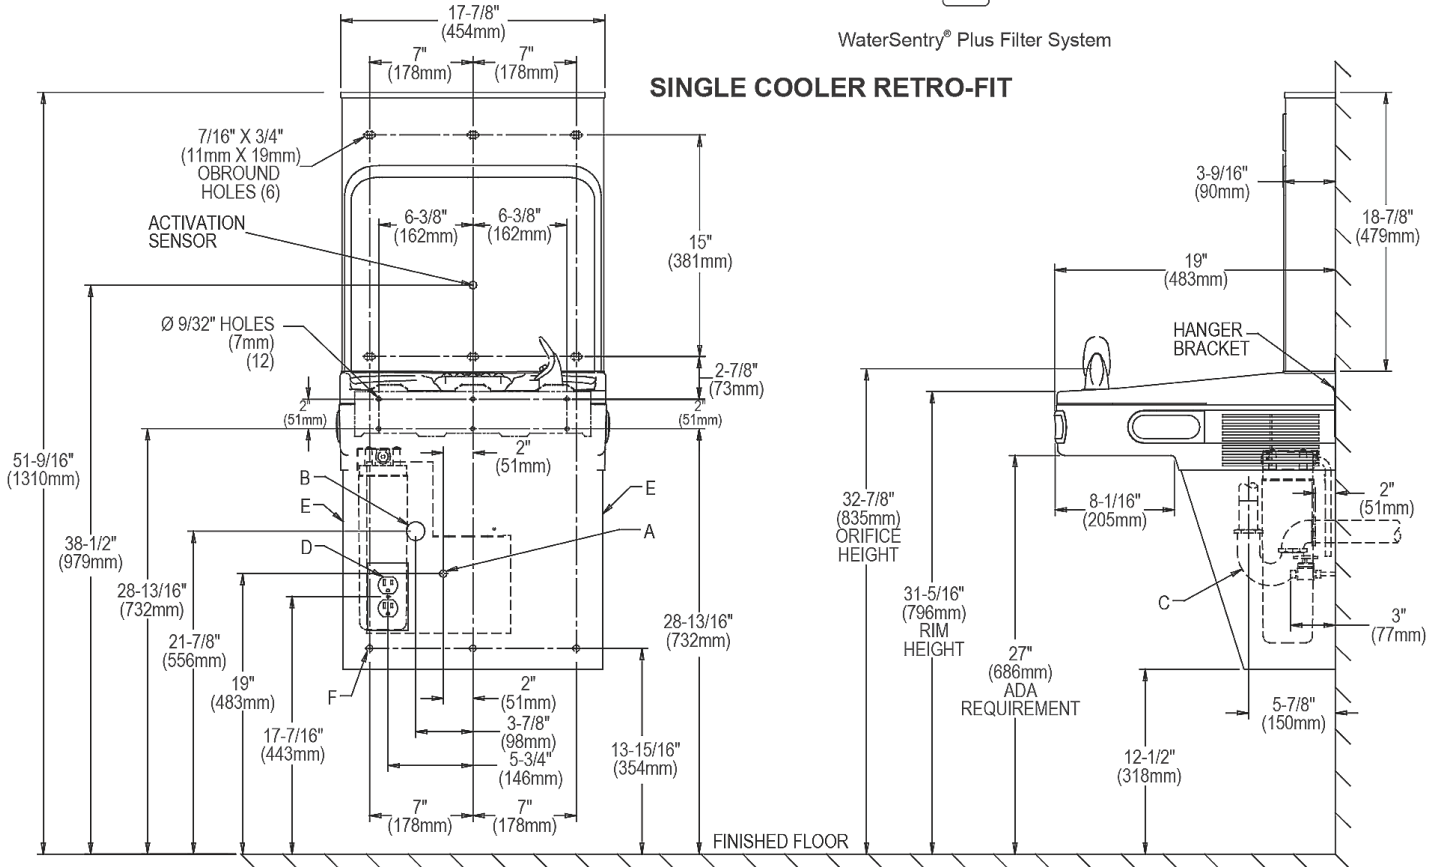 17-7/8"
(454mm)
7"
(178mm)
7"
(178mm)
WaterSentry® Plus Filter System
SINGLE COOLER RETRO-FIT
7/16" X 3/4"
(11mm X 19mm)
OBROUND
HOLES (6)
ACTIVATION
SENSOR
6-3/8"
(162mm)
6-3/8"
(162mm)
15"
(381mm)
3-9/16"
(90mm)
18-7/8"
(479mm)
19"
(483mm)
Ø 9/32" HOLES
(7mm)
(12)
HANGER
BRACKET
2-7/8"
(73mm)
2"
(51mm)
2"
(51mm)
51-9/16"
(1310mm)
2"
(51mm)
B
E
E
A
D
38-1/2"
(979mm)
28-13/16"
(732mm)
21-7/8"
(556mm)
19"
(483mm)
17-7/16"
(443mm)
F
2"
(51mm)
3-7/8"
(98mm)
5-3/4"
(146mm)
7"
(178mm)
7"
(178mm)
28-13/16"
(732mm)
13-15/16"
(354mm)
FINISHED FLOOR
32-7/8"
(835mm)
ORIFICE
HEIGHT
31-5/16"
(796mm)
RIM
HEIGHT
27"
(686mm)
ADA
REQUIREMENT
8-1/16"
(205mm)
2"
(51mm)
C
3"
(77mm)
5-7/8"
(150mm)
12-1/2"
(318mm)